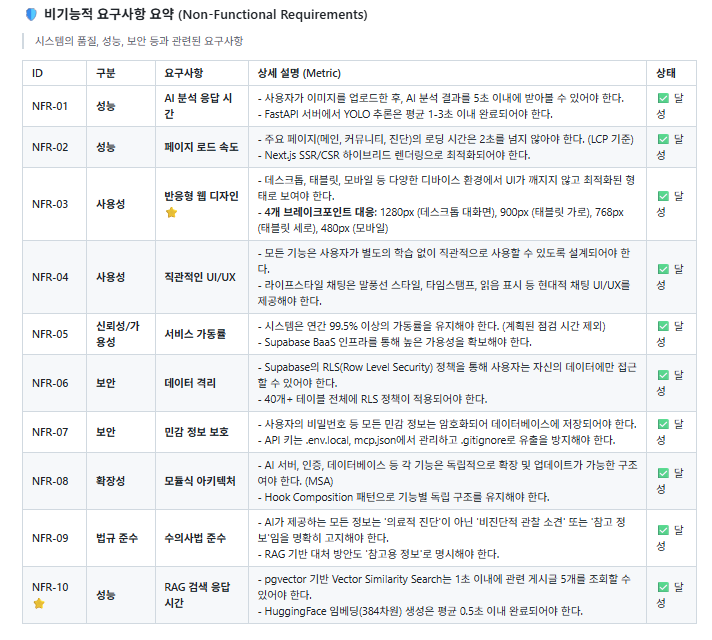 🛡️ 비기능적 요구사항 요약 (Non-Functional Requirements)
시스템의 품질, 성능, 보안 등과 관련된 요구사항
ID 구분 요구사항 상세 설명 (Metric) 상태
NFR-01 성능 AI 분석 응답 시
간
- 사용자가 이미지를 업로드한 후, AI 분석 결과를 5초 이내에 받아볼 수 있어야 한다.
- FastAPI 서버에서 YOLO 추론은 평균 1-3초 이내 완료되어야 한다.
✅ 달
성
NFR-02 성능 페이지 로드 속도
- 주요 페이지(메인, 커뮤니티, 진단)의 로딩 시간은 2초를 넘지 않아야 한다. (LCP 기준)
- Next.js SSR/CSR 하이브리드 렌더링으로 최적화되어야 한다.
✅ 달
성
NFR-03 사용성 반응형 웹 디자인
⭐
- 데스크톱, 태블릿, 모바일 등 다양한 디바이스 환경에서 UI가 깨지지 않고 최적화된 형
태로 보여야 한다.
- 4개 브레이크포인트 대응: 1280px (데스크톱 대화면), 900px (태블릿 가로), 768px
(태블릿 세로), 480px (모바일)
✅ 달
성
NFR-04 사용성 직관적인 UI/UX
- 모든 기능은 사용자가 별도의 학습 없이 직관적으로 사용할 수 있도록 설계되어야 한
다.
- 라이프스타일 채팅은 말풍선 스타일, 타임스탬프, 읽음 표시 등 현대적 채팅 UI/UX를
제공해야 한다.
✅ 달
성
NFR-05 신뢰성/가
용성
서비스 가동률
- 시스템은 연간 99.5% 이상의 가동률을 유지해야 한다. (계획된 점검 시간 제외)
- Supabase BaaS 인프라를 통해 높은 가용성을 확보해야 한다.
✅ 달
성
NFR-06 보안 데이터 격리
- Supabase의 RLS(Row Level Security) 정책을 통해 사용자는 자신의 데이터에만 접근
할 수 있어야 한다.
- 40개+ 테이블 전체에 RLS 정책이 적용되어야 한다.
✅ 달
성
NFR-07 보안 민감 정보 보호
- 사용자의 비밀번호 등 모든 민감 정보는 암호화되어 데이터베이스에 저장되어야 한다.
- API 키는 .env.local, mcp.json에서 관리하고 .gitignore로 유출을 방지해야 한다.
✅ 달
성
NFR-08 확장성 모듈식 아키텍처
- AI 서버, 인증, 데이터베이스 등 각 기능은 독립적으로 확장 및 업데이트가 가능한 구조
여야 한다. (MSA)
- Hook Composition 패턴으로 기능별 독립 구조를 유지해야 한다.
✅ 달
성
NFR-09 법규 준수 수의사법 준수
- AI가 제공하는 모든 정보는 '의료적 진단'이 아닌 '비진단적 관찰 소견' 또는 '참고 정
보'임을 명확히 고지해야 한다.
- RAG 기반 대처 방안도 '참고용 정보'로 명시해야 한다.
✅ 달
성
NFR-10
⭐
성능 RAG 검색 응답
시간
- pgvector 기반 Vector Similarity Search는 1초 이내에 관련 게시글 5개를 조회할 수
있어야 한다.
- HuggingFace 임베딩(384차원) 생성은 평균 0.5초 이내 완료되어야 한다.
✅ 달
성